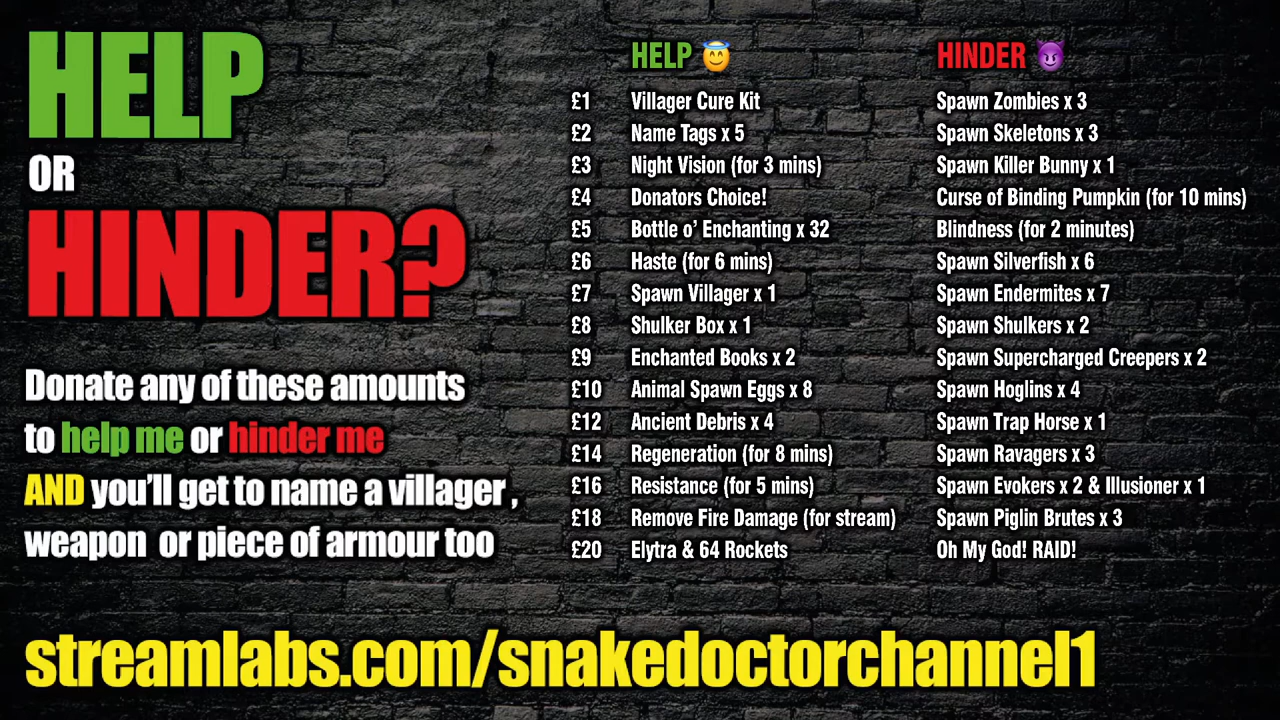 HELP
OR
HINDER?
Donate any of these amounts
to help me or hinder me
AND you'll get to name a villager ,
weapon or piece of armour too
HELP 😇 HINDER 😈
£1 Villager Cure Kit Spawn Zombies x 3
£2 Name Tags x 5 Spawn Skeletons x 3
£3 Night Vision (for 3 mins) Spawn Killer Bunny x 1
£4 Donators Choice! Curse of Binding Pumpkin (for 10 mins)
£5 Bottle o' Enchanting x 32 Blindness (for 2 minutes)
£6 Haste (for 6 mins) Spawn Silverfish x 6
£7 Spawn Villager x 1 Spawn Endermites x 7
£8 Shulker Box x 1 Spawn Shulkers x 2
£9 Enchanted Books x 2 Spawn Supercharged Creepers x 2
£10 Animal Spawn Eggs x 8 Spawn Hoglins x 4
£12 Ancient Debris x 4 Spawn Trap Horse x 1
£14 Regeneration (for 8 mins) Spawn Ravagers x 3
£16 Resistance (for 5 mins) Spawn Evokers x 2 & Illusioner x 1
£18 Remove Fire Damage (for stream) Spawn Piglin Brutes x 3
£20 Elytra & 64 Rockets Oh My God! RAID!
streamlabs.com/snakedoctorchannel1